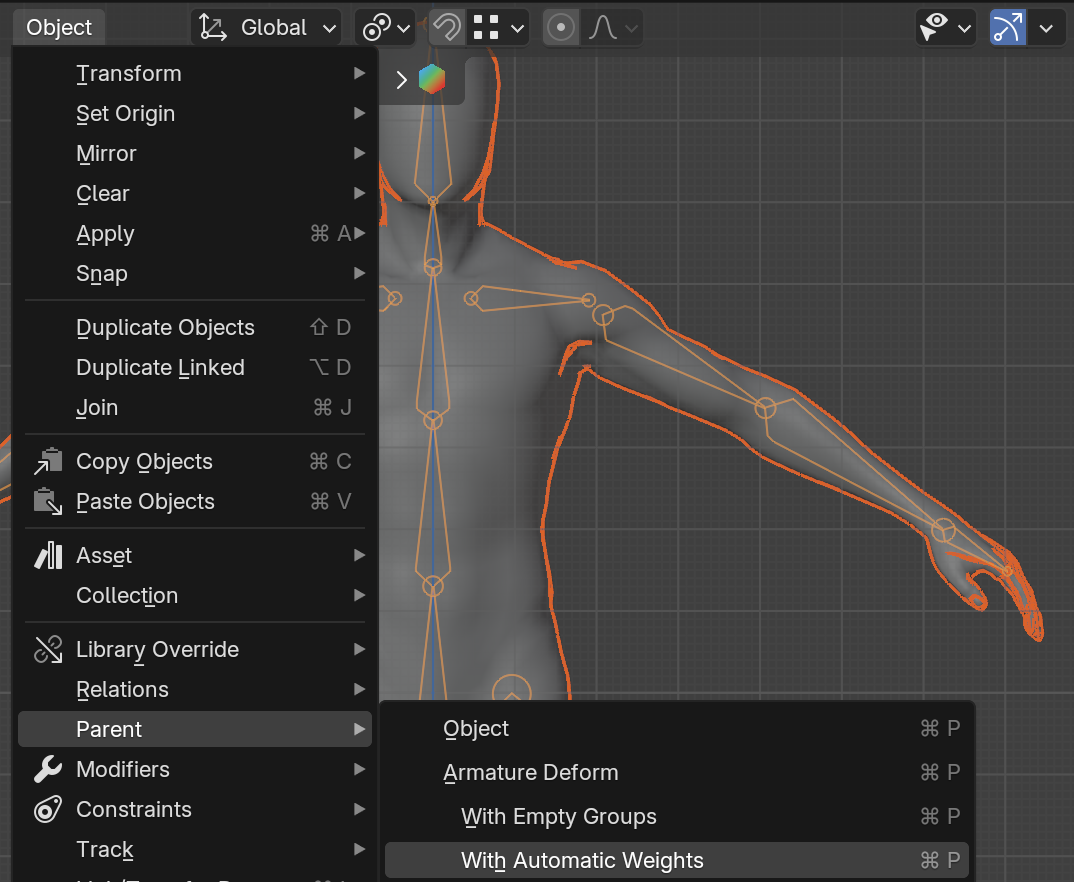 Object Global
Transform
Set Origin
Mirror
Clear
Apply ⌘ A
Snap
Duplicate Objects ⇧ D
Duplicate Linked ⌥ D
Join ⌘ J
Copy Objects ⌘ C
Paste Objects ⌘ V
Asset
Collection
Library Override
Relations
Parent
Modifiers
Constraints
Track
Object ⌘ P
Armature Deform ⌘ P
With Empty Groups ⌘ P
With Automatic Weights ⌘ P